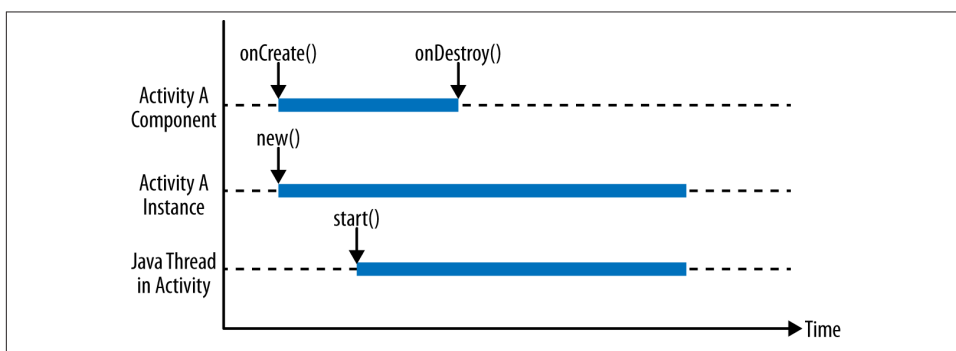 onCreate()
onDestroy()
Activity A
Component
new()
Activity A
Instance
start()
Java Thread
in Activity
Time